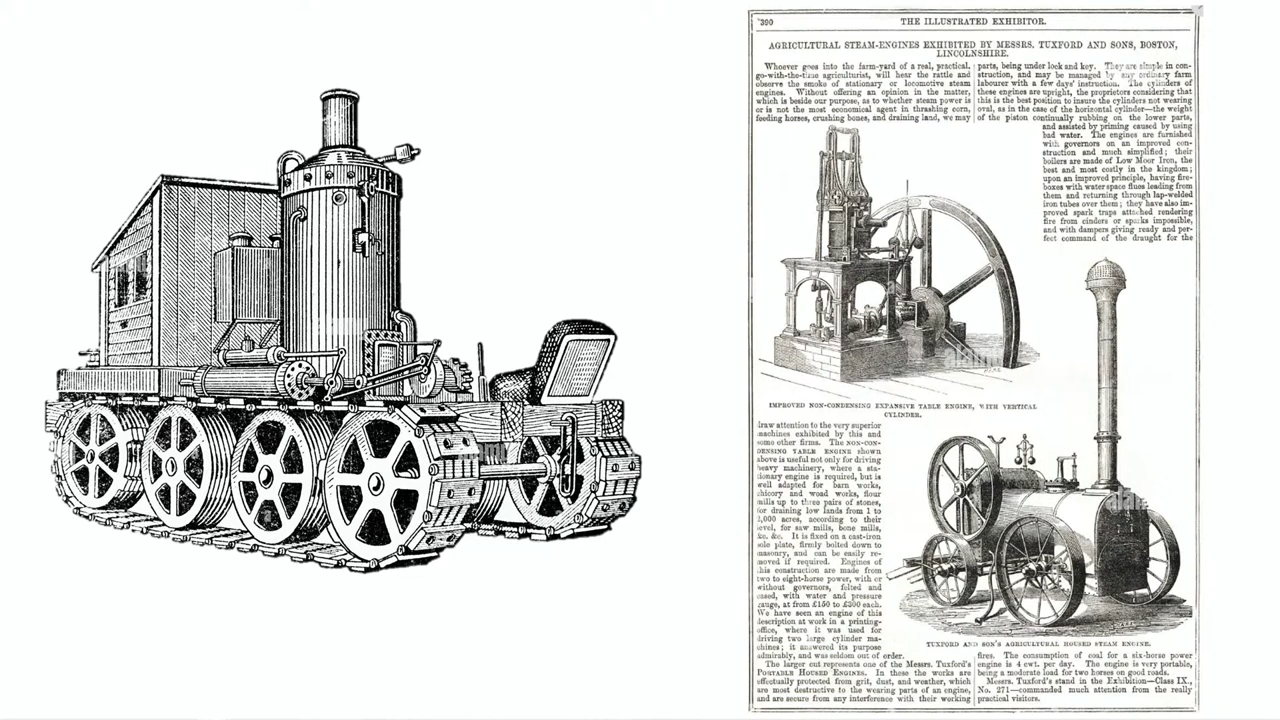 390
THE ILLUSTRATED EXHIBITOR.
AGRICULTURAL STEAM-ENGINES EXHIBITED BY MESSRS. TUXFORD AND SONS, BOSTON,
LINCOLNSHIRE.
Whoever goes into the farm-yard of a real, practical,
go-with-the-time agriculturist, will hear the rattle and
observe the smoke of stationary or locomotive steam
engines. Without offering an opinion in the matter,
which is beside our purpose, as to whether steam power is
or is not the most economical agent in thrashing corn,
feeding horses, crushing bones, and draining land, we may
parts, being under lock and key. They are simple in con-
struction, and may be managed by any ordinary farm
labourer with a few days' instruction. The cylinders of
these engines are upright, the proprietors considering that
this is the best position to insure the cylinders not wearing
oval, as in the case of the horizontal cylinder—the weight
of the piston continually rubbing on the lower parts,
and assisted by priming caused by using
bad water. The engines are furnished
with governors on an improved con-
struction and much simplified; their
boilers are made of Low Moor Iron, the
best and most costly in the kingdom;
upon an improved principle, having fire-
boxes with water space flues leading from
them and returning through lap-welded
iron tubes over them; they have also im-
proved spark traps attached rendering
fire from cinders or sparks impossible,
and with dampers giving ready and per-
fect command of the draught for the
IMPROVED NON-CONDENSING EXPANSIVE TABLE ENGINE, WITH VERTICAL
CYLINDER.
draw attention to the very superior
machines exhibited by this and
some other firms. The NON-CON-
DENSING TABLE ENGINE shown
above is useful not only for driving
heavy machinery, where a sta-
tionary engine is required, but is
well adapted for barn works,
chicory and woad works, flour
mills up to three pairs of stones,
for draining low lands from 1 to
1,000 acres, according to their
level, for saw mills, bone mills,
&c. &c. It is fixed on a cast-iron
sole plate, firmly bolted down to
masonry, and can be easily re-
moved if required. Engines of
this construction are made from
two to eight-horse power, with or
without governors, felted and
cased, with water and pressure
gauge, at from £150 to £300 each.
We have seen an engine of this
description at work in a printing-
office, where it was used for
driving two large cylinder ma-
chines; it answered its purpose
admirably, and was seldom out of order.
The larger cut represents one of the Messrs. Tuxford's
PORTABLE HOUSED ENGINES. In these the works are
effectually protected from grit, dust, and weather, which
are most destructive to the wearing parts of an engine,
and are secure from any interference with their working
TUXFORD AND SON'S AGRICULTURAL HOUSED STEAM ENGINE.
fires. The consumption of coal for a six-horse power
engine is 4 cwt. per day. The engine is very portable,
being a moderate load for two horses on good roads.
Messrs. Tuxford's stand in the Exhibition—Class IX.,
No. 271—commanded much attention from the really
practical visitors.